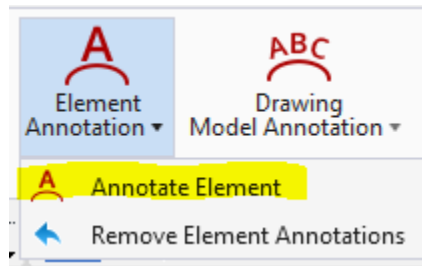 A
ABC
Element
Annotation
Drawing
Model Annotation
A Annotate Element
Remove Element Annotations